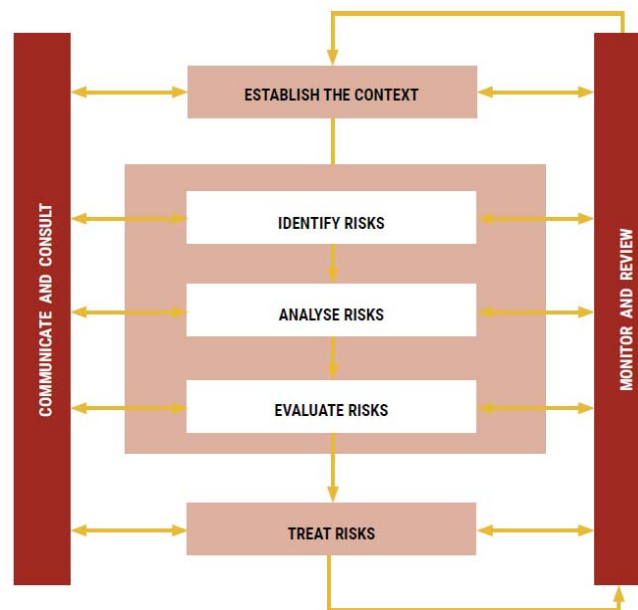 ESTABLISH THE CONTEXT
COMMUNICATE AND CONSULT
IDENTIFY RISKS
ANALYSE RISKS
EVALUATE RISKS
MONITOR AND REVIEW
TREAT RISKS